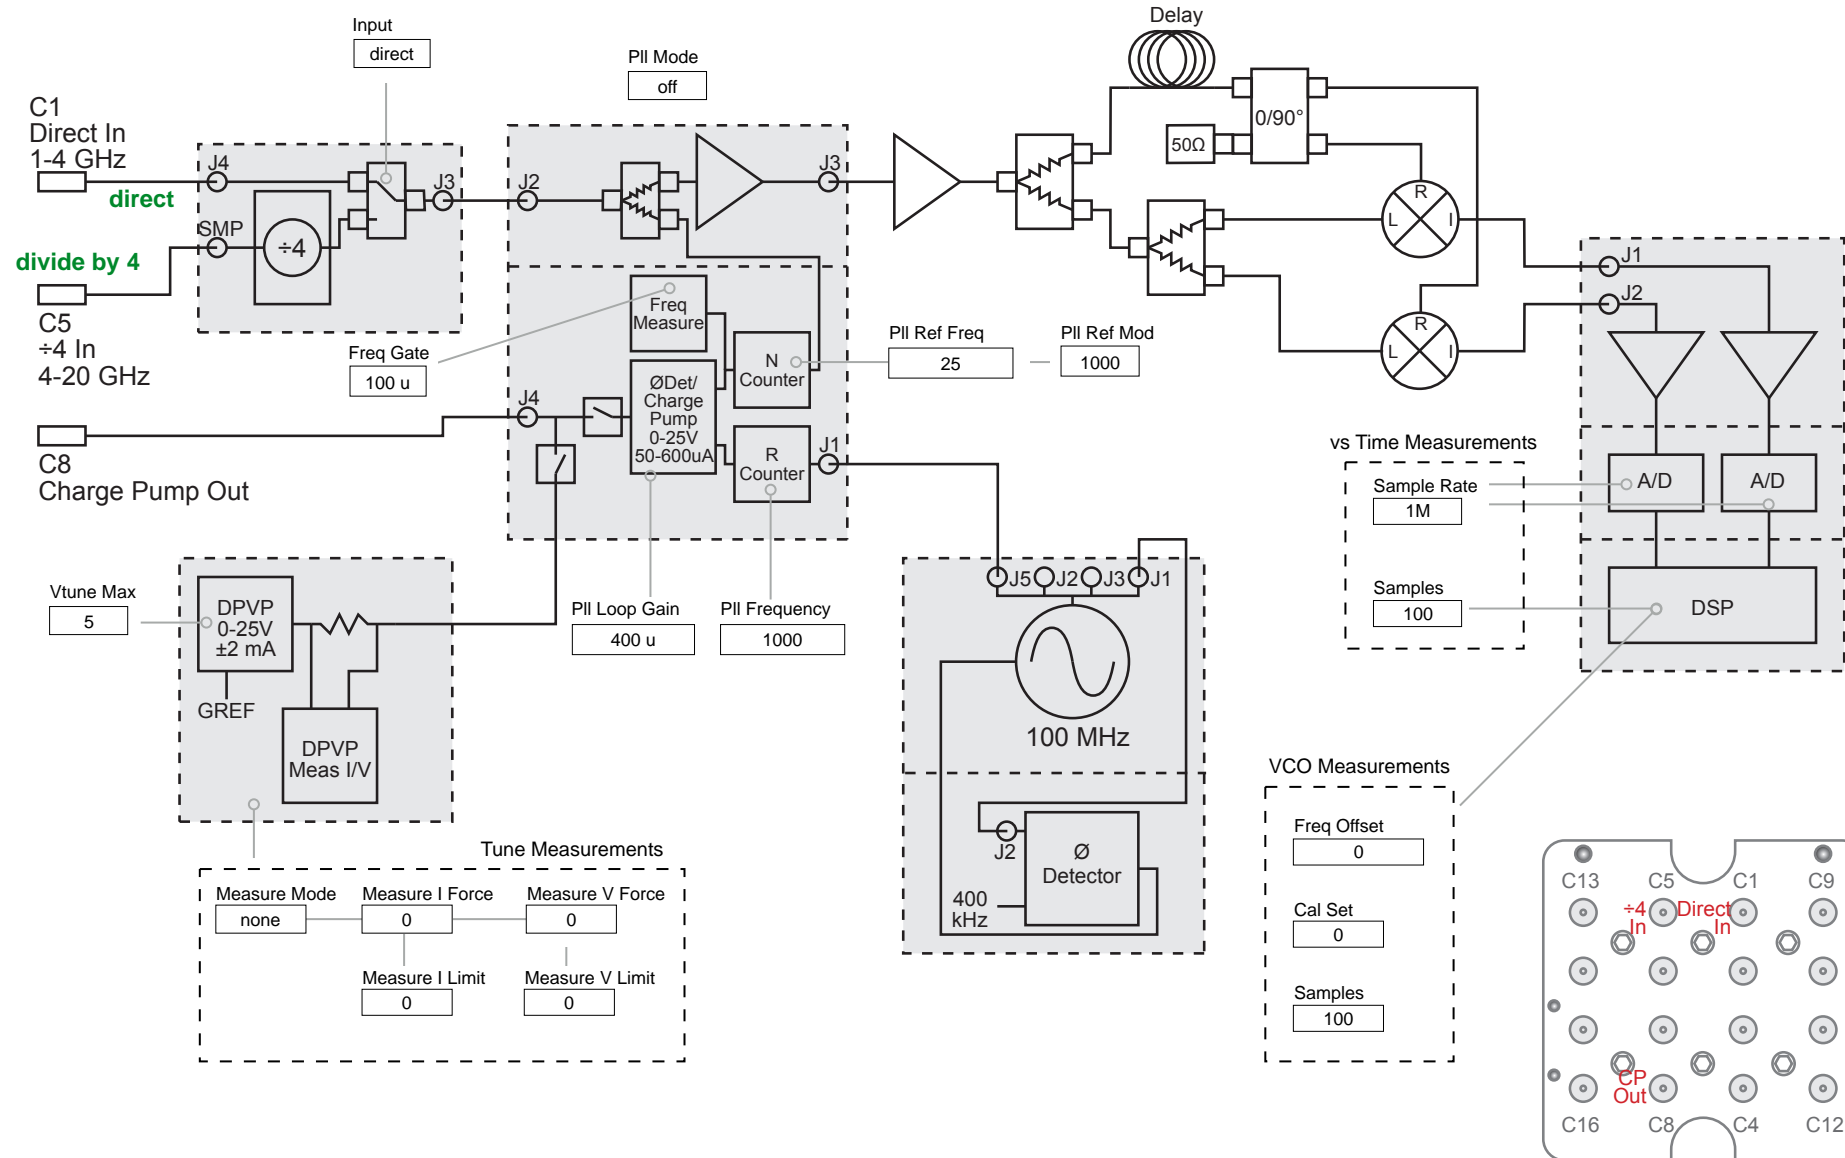 Input
direct
Pll Mode
off
Delay
C1
Direct In
1-4 GHz
direct
J4
J3
SMP
÷4
divide by 4
C5
÷4 In
4-20 GHz
J2
J3
0/90°
50Ω
R
L
I
R
L
I
J1
J2
Freq
Measure
Freq Gate
100 u
N
Counter
Pll Ref Freq
25
Pll Ref Mod
1000
ØDet/
Charge
Pump
0-25V
50-600uA
J4
R
Counter
J1
C8
Charge Pump Out
vs Time Measurements
Sample Rate
1M
A/D
A/D
Samples
100
DSP
Vtune Max
5
DPVP
0-25V
±2 mA
GREF
DPVP
Meas I/V
Pll Loop Gain
400 u
Pll Frequency
1000
J5
J2
J3
J1
100 MHz
J2
Ø
Detector
400
kHz
VCO Measurements
Freq Offset
0
Cal Set
0
Samples
100
Tune Measurements
Measure Mode
none
Measure I Force
0
Measure V Force
0
Measure I Limit
0
Measure V Limit
0
C13
C5
C1
C9
÷4
In
Direct
In
CP
Out
C16
C8
C4
C12